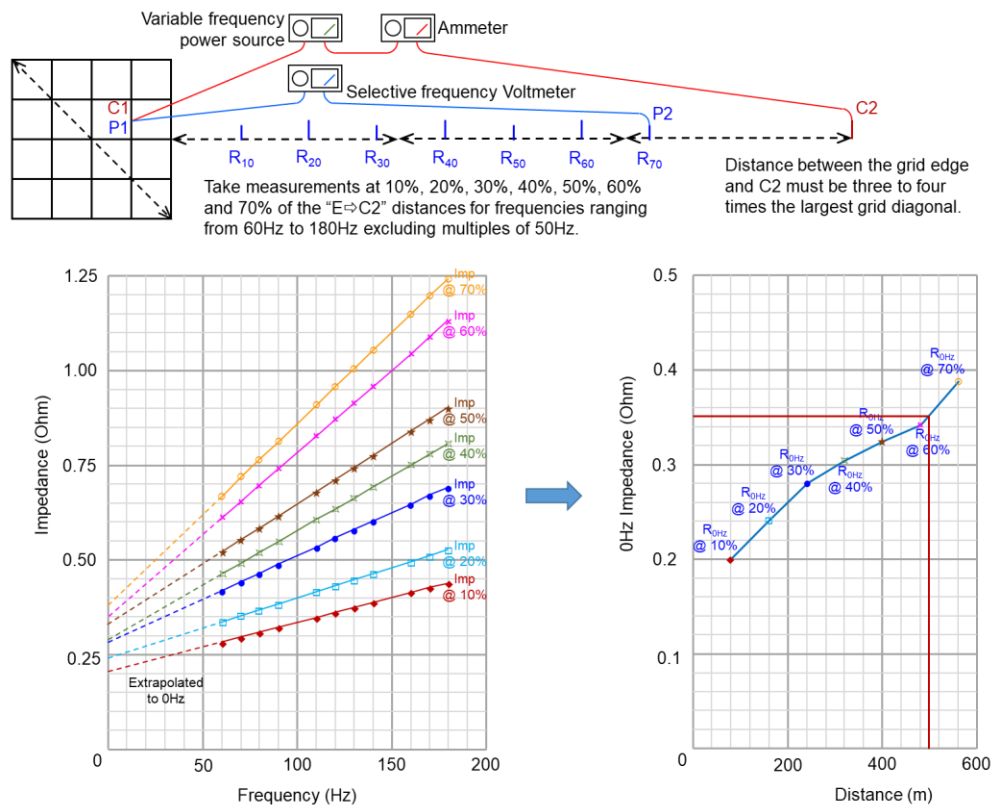 Variable frequency
power source
Ammeter
Selective frequency Voltmeter
C1
P1
P2
C2
R10
R20
R30
R40
R50
R60
R70
Take measurements at 10%, 20%, 30%, 40%, 50%, 60%
and 70% of the “E⇨C2” distances for frequencies ranging
from 60Hz to 180Hz excluding multiples of 50Hz.
Distance between the grid edge
and C2 must be three to four
times the largest grid diagonal.
1.25
1.00
0.75
0.50
0.25
0
50
100
150
200
Impedance (Ohm)
Frequency (Hz)
Imp
@ 70%
Imp
@ 60%
Imp
@ 50%
Imp
@ 40%
Imp
@ 30%
Imp
@ 20%
Imp
@ 10%
Extrapolated
to 0Hz
0.5
0.4
0.3
0.2
0.1
0
200
400
600
0Hz Impedance (Ohm)
Distance (m)
R0Hz
@ 70%
R0Hz
@ 50%
R0Hz
@ 60%
R0Hz
@ 30%
R0Hz
@ 40%
R0Hz
@ 20%
R0Hz
@ 10%